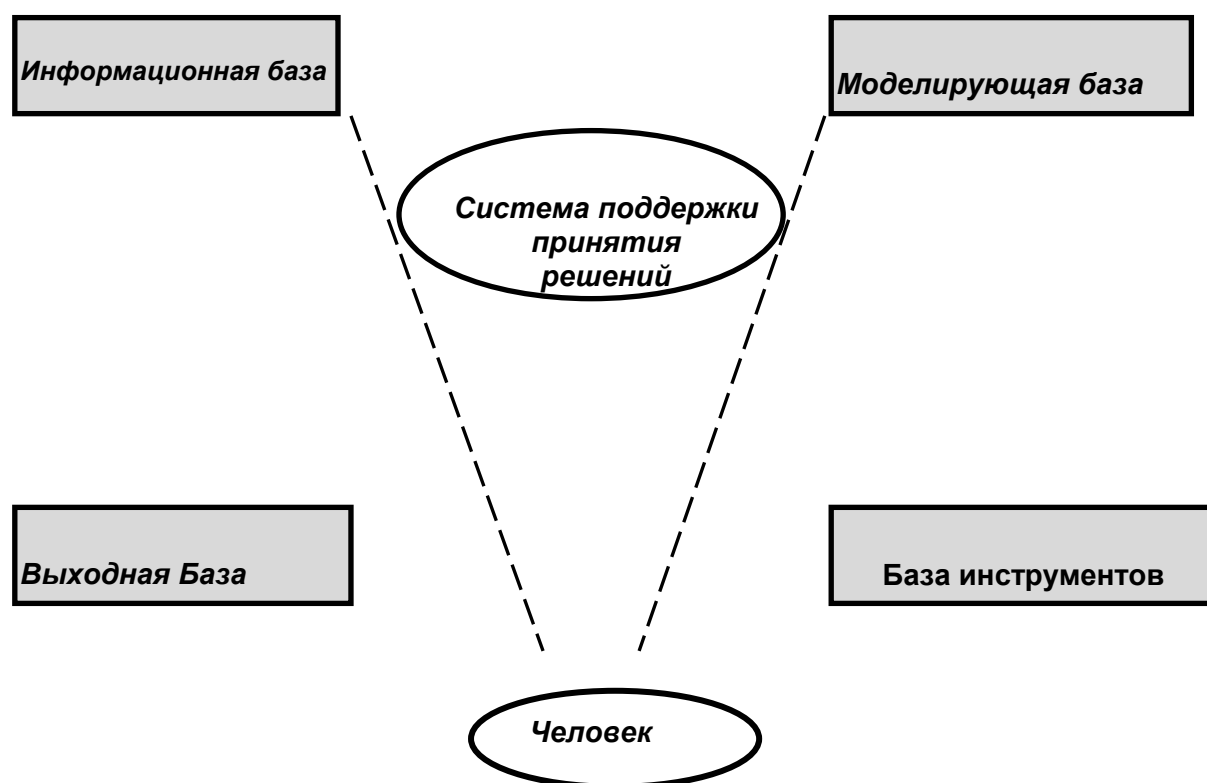 Информационная база
Моделирующая база
Система поддержки
принятия
решений
Выходная База
База инструментов
Человек